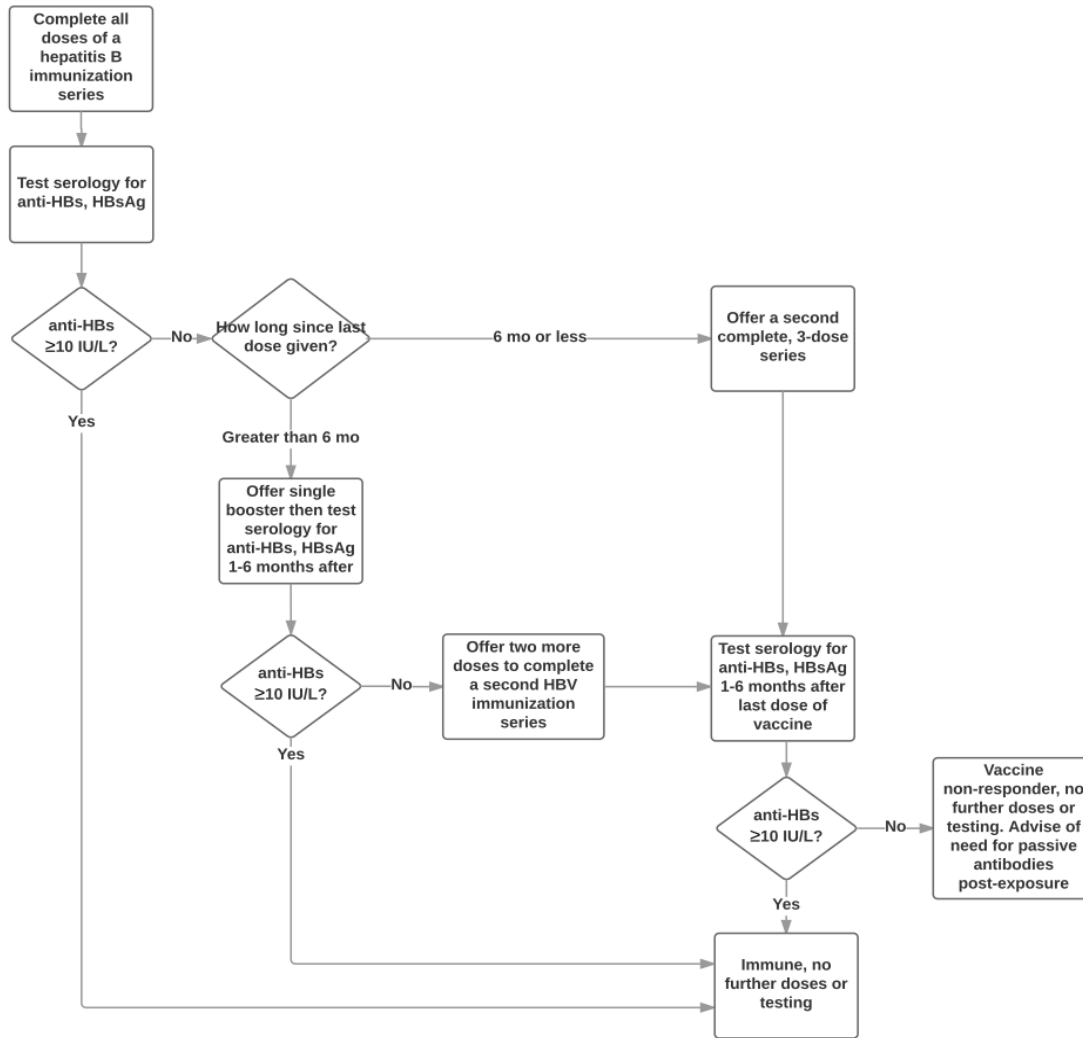 Complete all
doses of a
hepatitis B
immunization
series
Test serology for
anti-HBs, HBsAg
anti-HBs
≥10 IU/L?
No
How long since last
dose given?
6 mo or less
Offer a second
complete, 3-dose
series
Yes
Greater than 6 mo
Offer single
booster then test
serology for
anti-HBs, HBsAg
1-6 months after
anti-HBs
≥10 IU/L?
No
Offer two more
doses to complete
a second HBV
immunization
series
Test serology for
anti-HBs, HBsAg
1-6 months after
last dose of
vaccine
Yes
anti-HBs
≥10 IU/L?
No
Vaccine
non-responder, no
further doses or
testing. Advise of
need for passive
antibodies
post-exposure
Yes
Immune, no
further doses or
testing